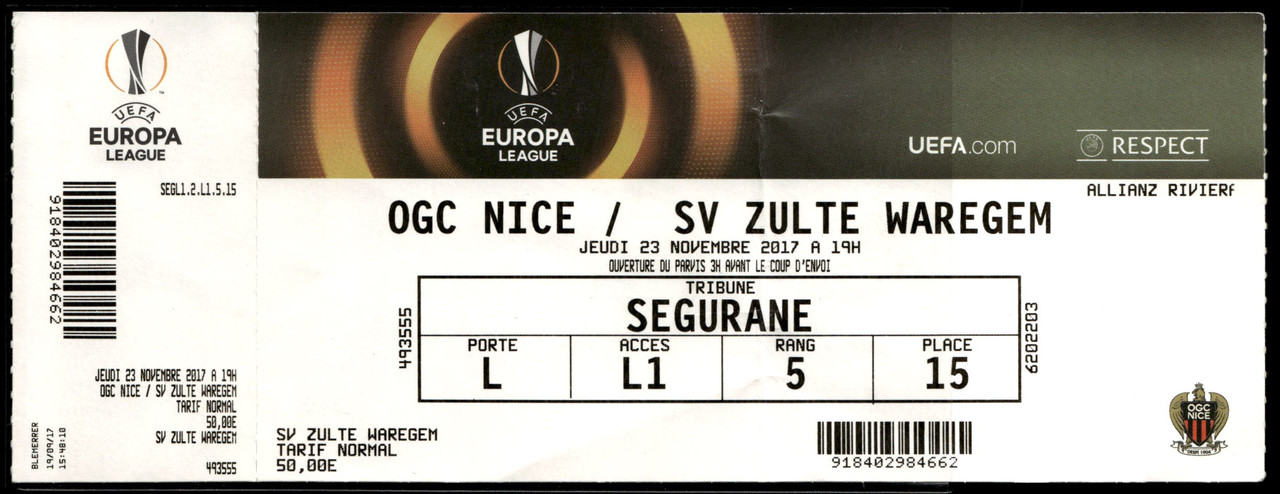 UEFA
EUROPA
LEAGUE
SEGL1.2.L1.5.15
918402984662
JEUDI 23 NOVEMBRE 2017 A 19H
OGC NICE / SV ZULTE WAREGEM
TARIF NORMAL
50,00E
SV ZULTE WAREGEM
493555
BLEMERRER
19/09/17
15:48:10
UEFA
EUROPA
LEAGUE
UEFA.com
RESPECT
ALLIANZ RIVIER
OGC NICE / SV ZULTE WAREGEM
JEUDI 23 NOVEMBRE 2017 A 19H
OUVERTURE DU PARVIS 3H AVANT LE COUP D'ENVOI
493555
TRIBUNE
SEGURANE
PORTE ACCES RANG PLACE
L L1 5 15
6202203
SV ZULTE WAREGEM
TARIF NORMAL
50,00E
918402984662
OGC
NICE
DEPUIS 1904